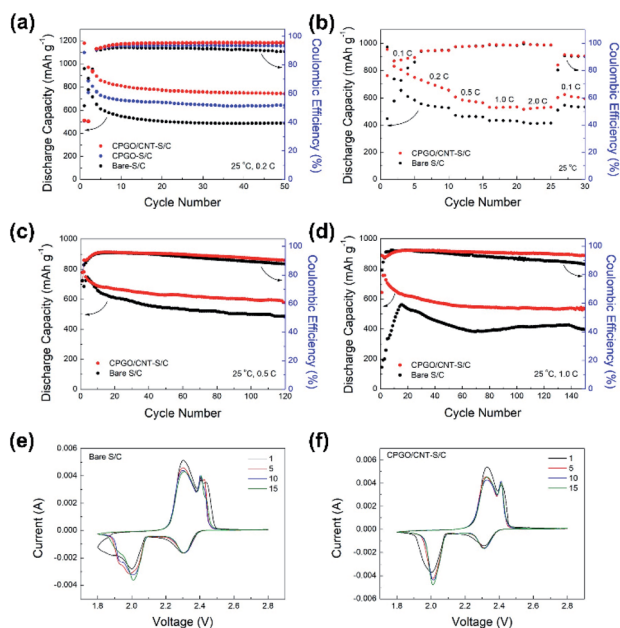 (a)
Discharge Capacity (mAh g⁻¹)
1200
1000
800
600
400
200
0
CPGO/CNT-S/C
CPGO-S/C
Bare-S/C
25 °C, 0.2 C
0 10 20 30 40 50
Cycle Number
100
80
60
40
20
0
Coulombic Efficiency (%)
(b)
Discharge Capacity (mAh g⁻¹)
1000
800
600
400
200
0
0.1 C
0.2 C
0.5 C
1.0 C
2.0 C
0.1 C
CPGO/CNT-S/C
Bare S/C
25 °C
0 5 10 15 20 25 30
Cycle Number
100
80
60
40
20
0
Coulombic Efficiency (%)
(c)
Discharge Capacity (mAh g⁻¹)
1000
800
600
400
200
0
CPGO/CNT-S/C
Bare S/C
25 °C, 0.5 C
0 20 40 60 80 100 120
Cycle Number
100
80
60
40
20
0
Coulombic Efficiency (%)
(d)
Discharge Capacity (mAh g⁻¹)
1000
800
600
400
200
0
CPGO/CNT-S/C
Bare S/C
25 °C, 1.0 C
0 20 40 60 80 100 120 140
Cycle Number
100
80
60
40
20
0
Coulombic Efficiency (%)
(e)
Current (A)
0.006
0.004
0.002
0.000
-0.002
-0.004
Bare S/C
1
5
10
15
1.8 2.0 2.2 2.4 2.6 2.8
Voltage (V)
(f)
Current (A)
0.006
0.004
0.002
0.000
-0.002
-0.004
-0.006
CPGO/CNT-S/C
1
5
10
15
1.8 2.0 2.2 2.4 2.6 2.8
Voltage (V)